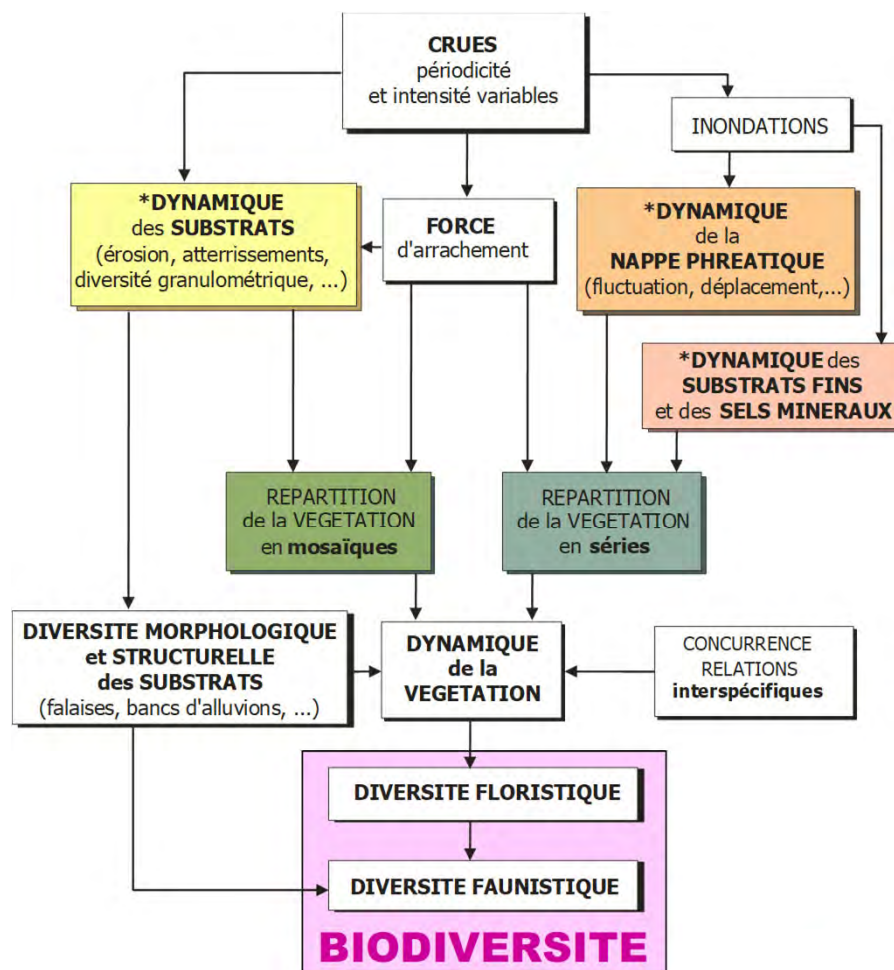 CRUES
périodicité
et intensité variables
INONDATIONS
*DYNAMIQUE
des SUBSTRATS
(érosion, atterrissements,
diversité granulométrique, ...)
FORCE
d'arrachement
*DYNAMIQUE
de la
NAPPE PHREATIQUE
(fluctuation, déplacement,...)
*DYNAMIQUE des
SUBSTRATS FINS
et des SELS MINERAUX
REPARTITION
de la VEGETATION
en mosaïques
REPARTITION
de la VEGETATION
en séries
DIVERSITE MORPHOLOGIQUE
et STRUCTURELLE
des SUBSTRATS
(falaises, bancs d'alluvions, ...)
DYNAMIQUE
de la
VEGETATION
CONCURRENCE
RELATIONS
interspécifiques
DIVERSITE FLORISTIQUE
DIVERSITE FAUNISTIQUE
BIODIVERSITE